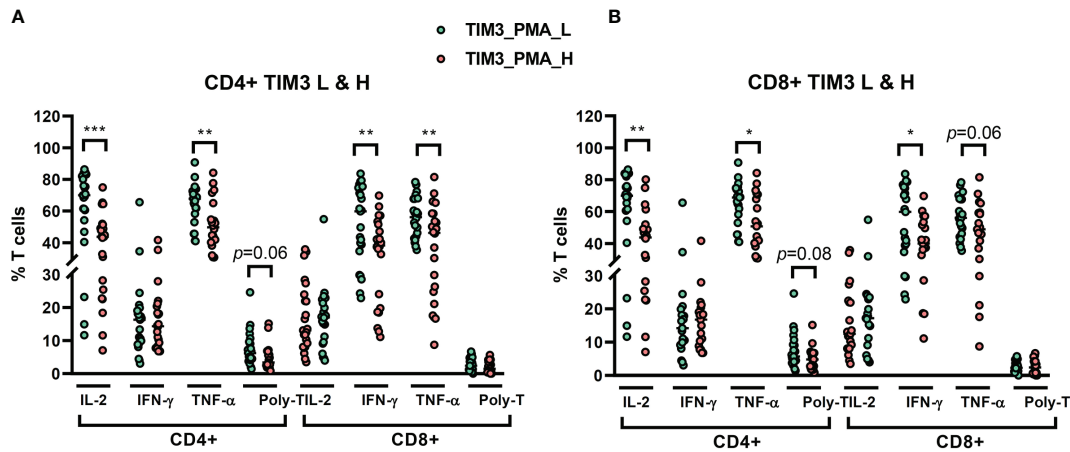 A
B
TIM3_PMA_L
TIM3_PMA_H
CD4+ TIM3 L & H
% T cells
120
100
80
60
40
30
20
10
0
***
**
p=0.06
**
**
IL-2 IFN-γ TNF-α Poly-T IL-2 IFN-γ TNF-α Poly-T
CD4+ CD8+
CD8+ TIM3 L & H
% T cells
120
100
80
60
40
30
20
10
0
**
*
p=0.08
*
p=0.06
IL-2 IFN-γ TNF-α Poly-T IL-2 IFN-γ TNF-α Poly-T
CD4+ CD8+